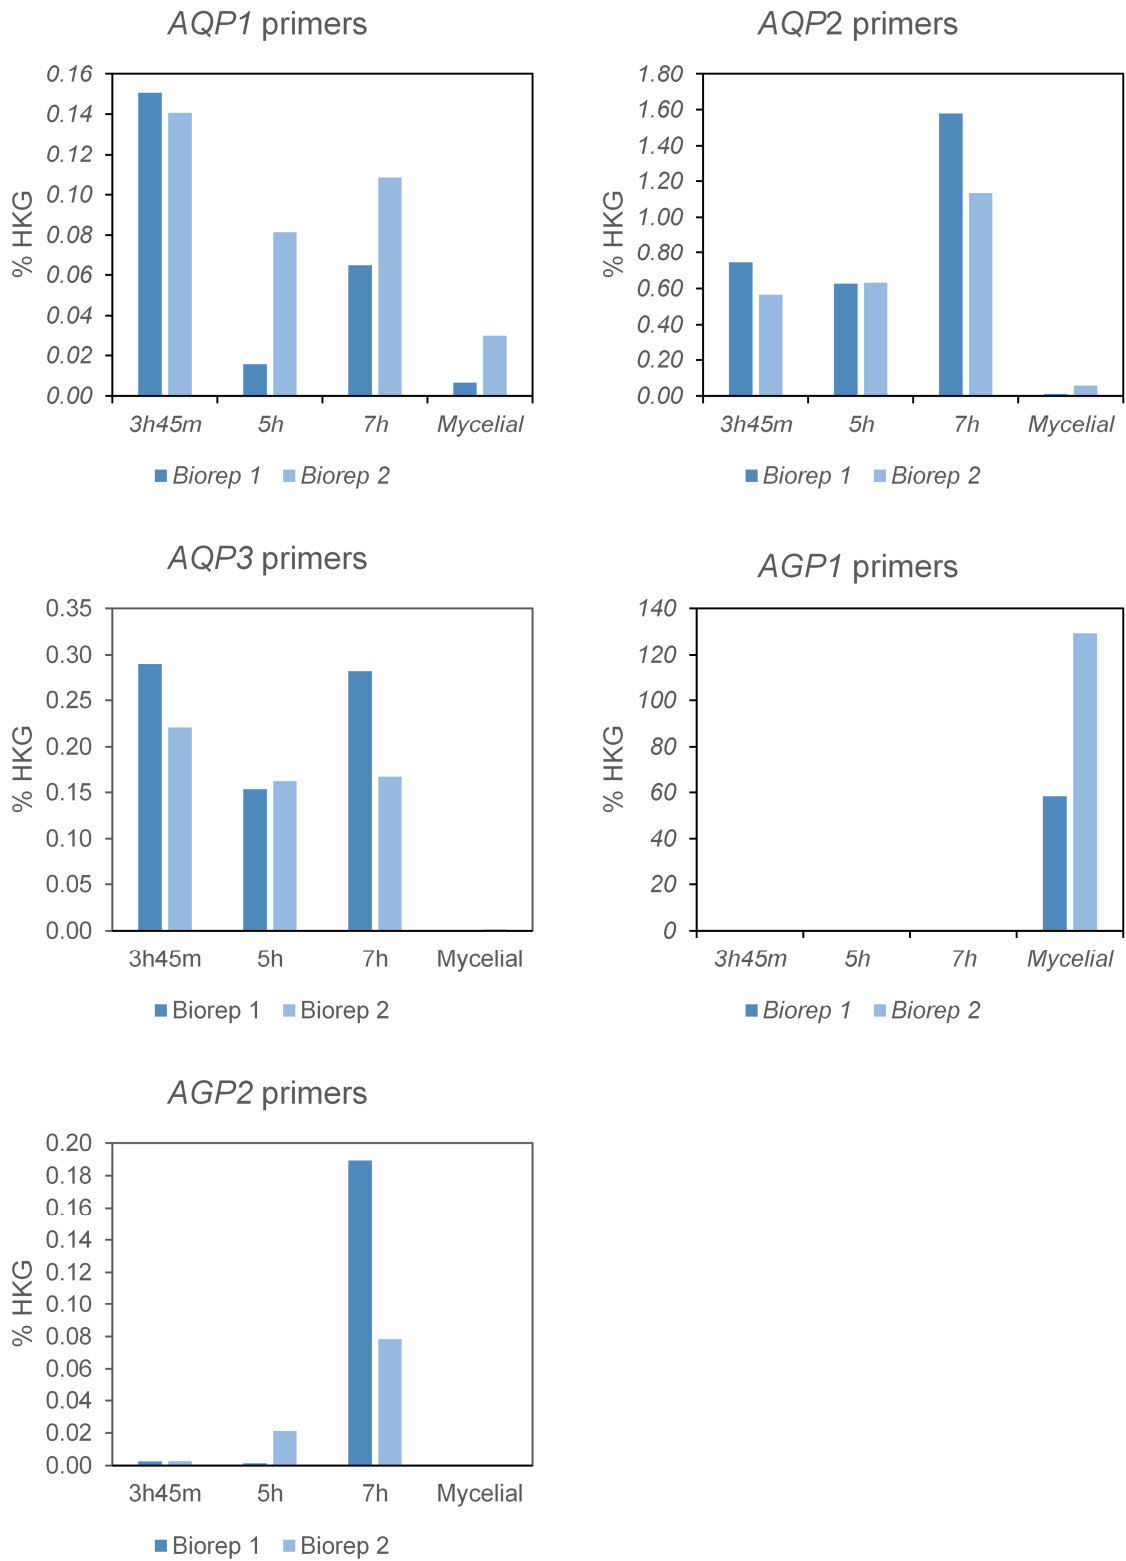 AQP1 primers
% HKG
0.16
0.14
0.12
0.10
0.08
0.06
0.04
0.02
0.00
3h45m 5h 7h Mycelial
Biorep 1 Biorep 2
AQP2 primers
% HKG
1.80
1.60
1.40
1.20
1.00
0.80
0.60
0.40
0.20
0.00
3h45m 5h 7h Mycelial
Biorep 1 Biorep 2
AQP3 primers
% HKG
0.35
0.30
0.25
0.20
0.15
0.10
0.05
0.00
3h45m 5h 7h Mycelial
Biorep 1 Biorep 2
AGP1 primers
% HKG
140
120
100
80
60
40
20
0
3h45m 5h 7h Mycelial
Biorep 1 Biorep 2
AGP2 primers
% HKG
0.20
0.18
0.16
0.14
0.12
0.10
0.08
0.06
0.04
0.02
0.00
3h45m 5h 7h Mycelial
Biorep 1 Biorep 2